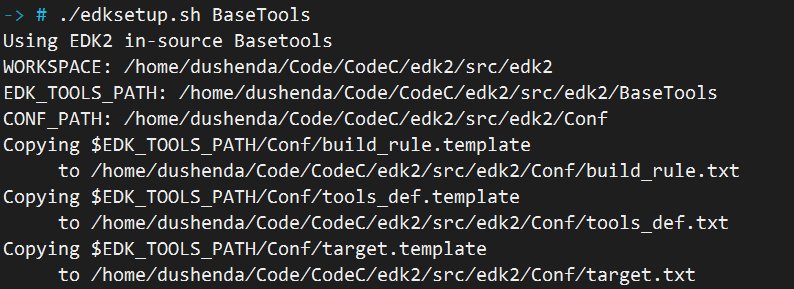 -> # ./edksetup.sh BaseTools
Using EDK2 in-source Basetools
WORKSPACE: /home/dushenda/Code/CodeC/edk2/src/edk2
EDK_TOOLS_PATH: /home/dushenda/Code/CodeC/edk2/src/edk2/BaseTools
CONF_PATH: /home/dushenda/Code/CodeC/edk2/src/edk2/Conf
Copying $EDK_TOOLS_PATH/Conf/build_rule.template
     to /home/dushenda/Code/CodeC/edk2/src/edk2/Conf/build_rule.txt
Copying $EDK_TOOLS_PATH/Conf/tools_def.template
     to /home/dushenda/Code/CodeC/edk2/src/edk2/Conf/tools_def.txt
Copying $EDK_TOOLS_PATH/Conf/target.template
     to /home/dushenda/Code/CodeC/edk2/src/edk2/Conf/target.txt